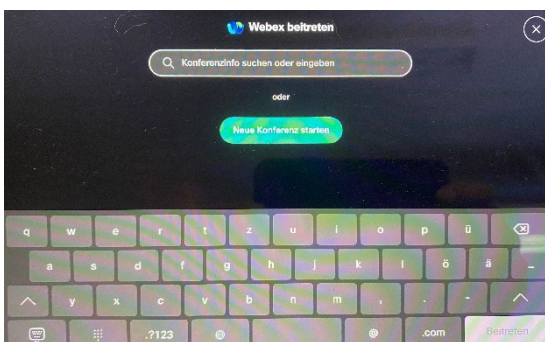 Webex beitreten
Konferenzinfo suchen oder eingeben
oder
Neue Konferenz starten
q w e r t z u i o p ü
a s d f g h j k l ö ä _
y x c v b n m , . -
.?123 @ .com Beitreten